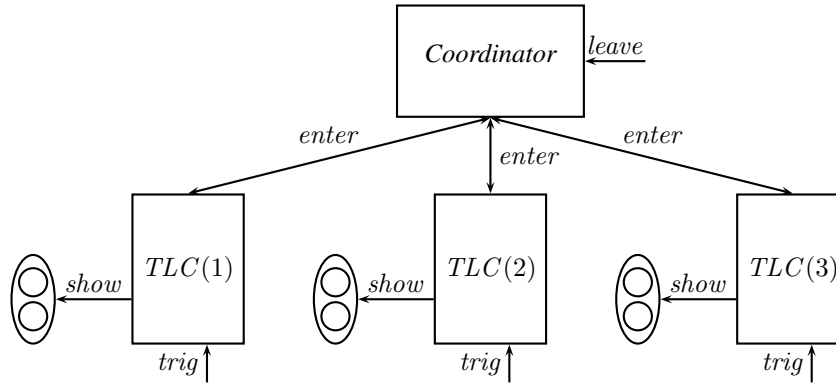 Coordinator
leave
enter
enter
enter
TLC(1)
TLC(2)
TLC(3)
show
show
show
trig
trig
trig